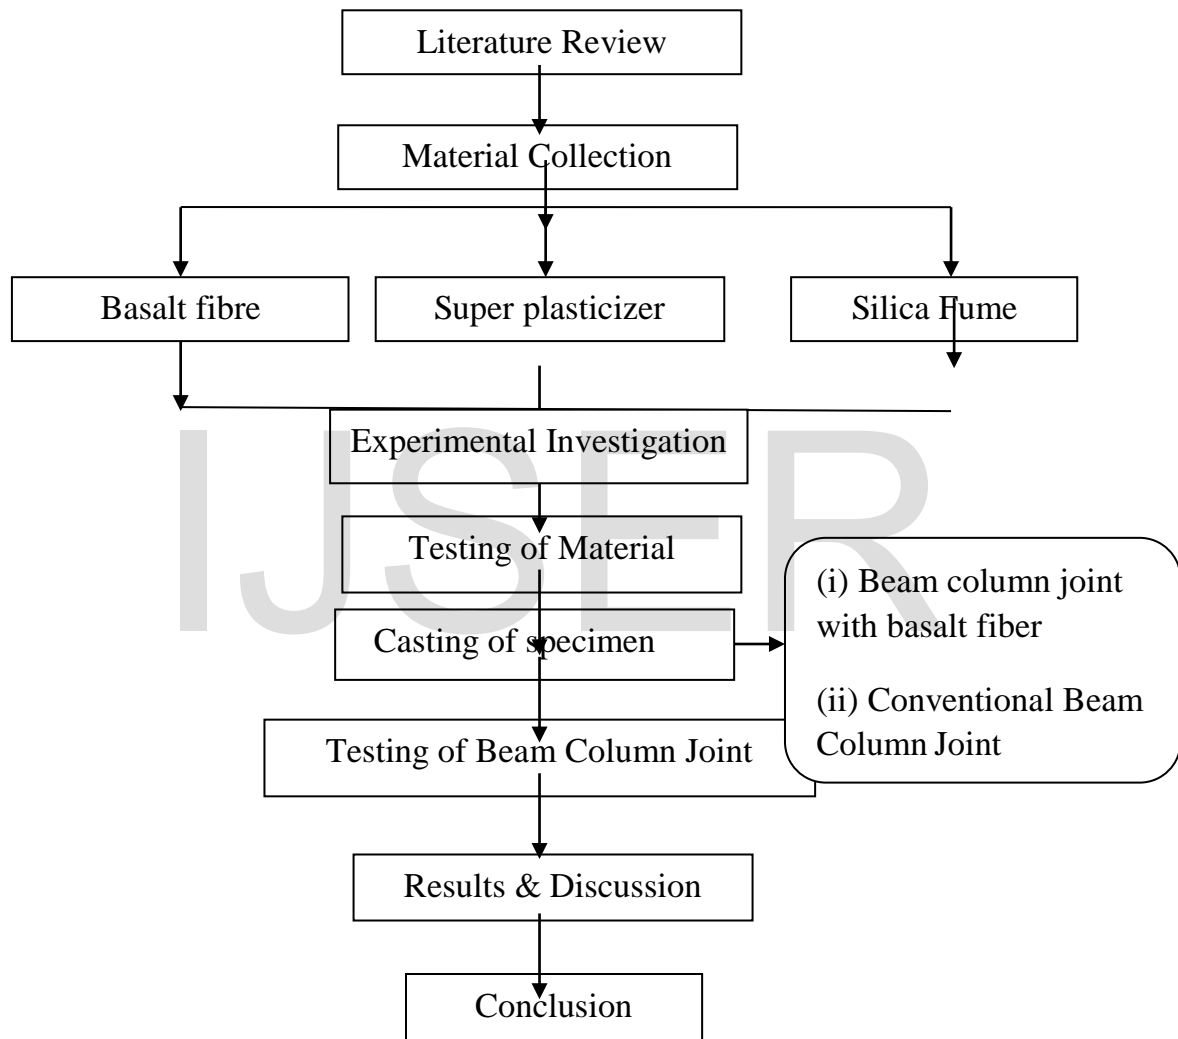 Literature Review
Material Collection
Basalt fibre
Super plasticizer
Silica Fume
Experimental Investigation
IJSER
Testing of Material
Casting of specimen
(i) Beam column joint
with basalt fiber
(ii) Conventional Beam
Column Joint
Testing of Beam Column Joint
Results & Discussion
Conclusion